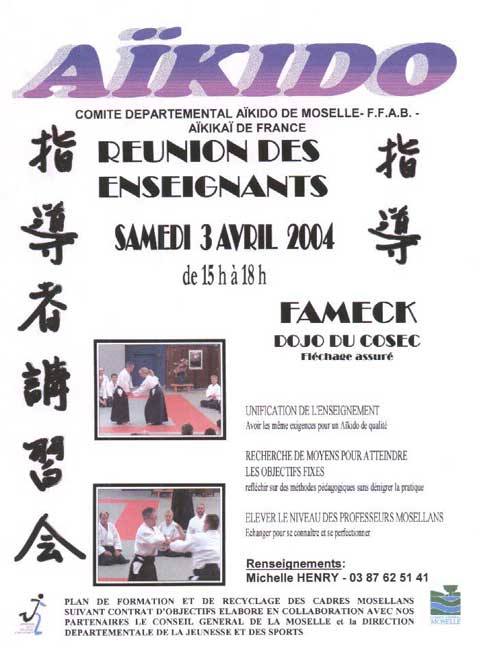 AÏKIDO
COMITE DEPARTEMENTAL AÏKIDO DE MOSELLE- F.F.A.B. -
AÏKIKAÏ DE FRANCE
REUNION DES
ENSEIGNANTS
SAMEDI 3 AVRIL 2004
de 15 h à 18 h
指導者講習会
指導
FAMECK
DOJO DU COSEC
Fléchage assuré
UNIFICATION DE L'ENSEIGNEMENT
Avoir les même exigences pour un Aïkido de qualité
RECHERCHE DE MOYENS POUR ATTEINDRE
LES OBJECTIFS FIXES
refléchir sur des méthodes pédagogiques sans dénigrer la pratique
ELEVER LE NIVEAU DES PROFESSEURS MOSELLANS
Echanger pour se connaître et se perfectionner
Renseignements:
Michelle HENRY - 03 87 62 51 41
PLAN DE FORMATION ET DE RECYCLAGE DES CADRES MOSELLANS
SUIVANT CONTRAT D'OBJECTIFS ELABORE EN COLLABORATION AVEC NOS
PARTENAIRES LE CONSEIL GENERAL DE LA MOSELLE et la DIRECTION
DEPARTEMENTALE DE LA JEUNESSE ET DES SPORTS